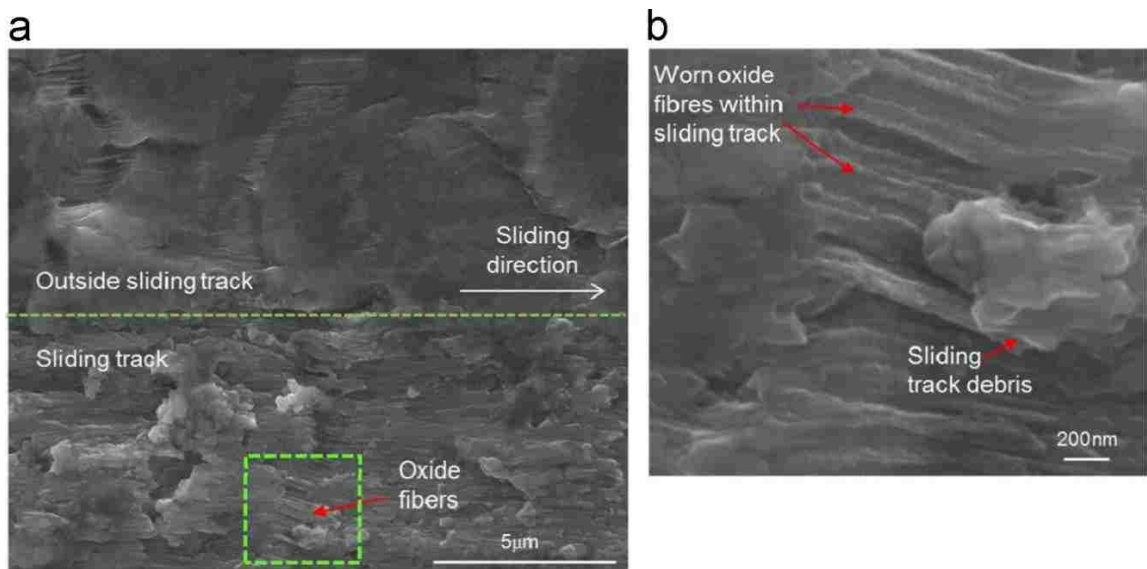 a
Sliding
direction
Outside sliding track
Sliding track
Oxide
fibers
5μm
b
Worn oxide
fibres within
sliding track
Sliding
track debris
200nm